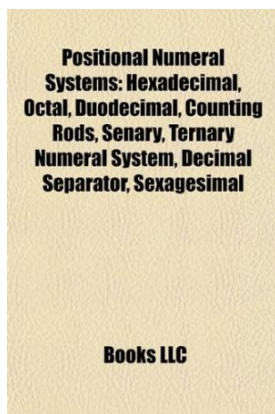 Positional Numeral
Systems: Hexadecimal,
Octal, Duodecimal, Counting
Rods, Senary, Ternary
Numeral System, Decimal
Separator, Sexagesimal
Books LLC